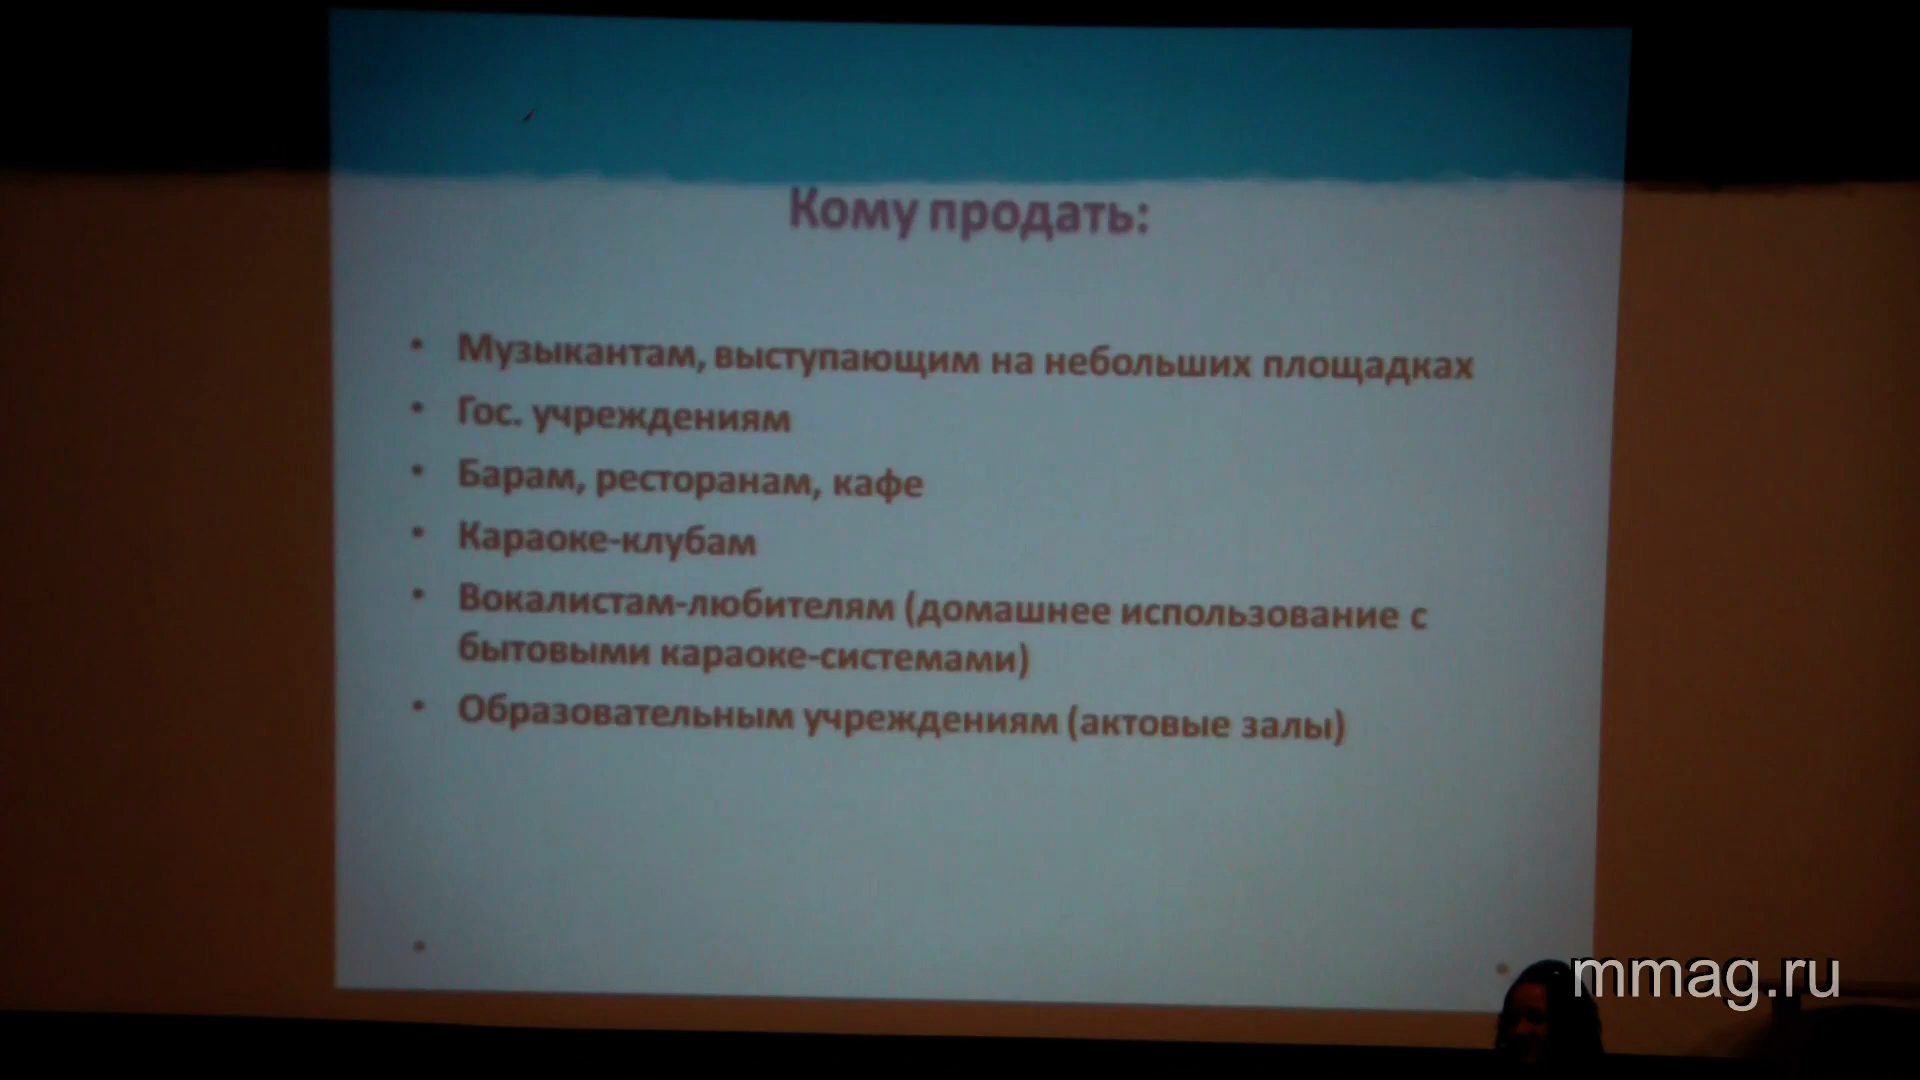 Кому продать:
• Музыкантам, выступающим на небольших площадках
• Гос. учреждениям
• Барам, ресторанам, кафе
• Караоке-клубам
• Вокалистам-любителям (домашнее использование с
бытовыми караоке-системами)
• Образовательным учреждениям (актовые залы)
mmag.ru